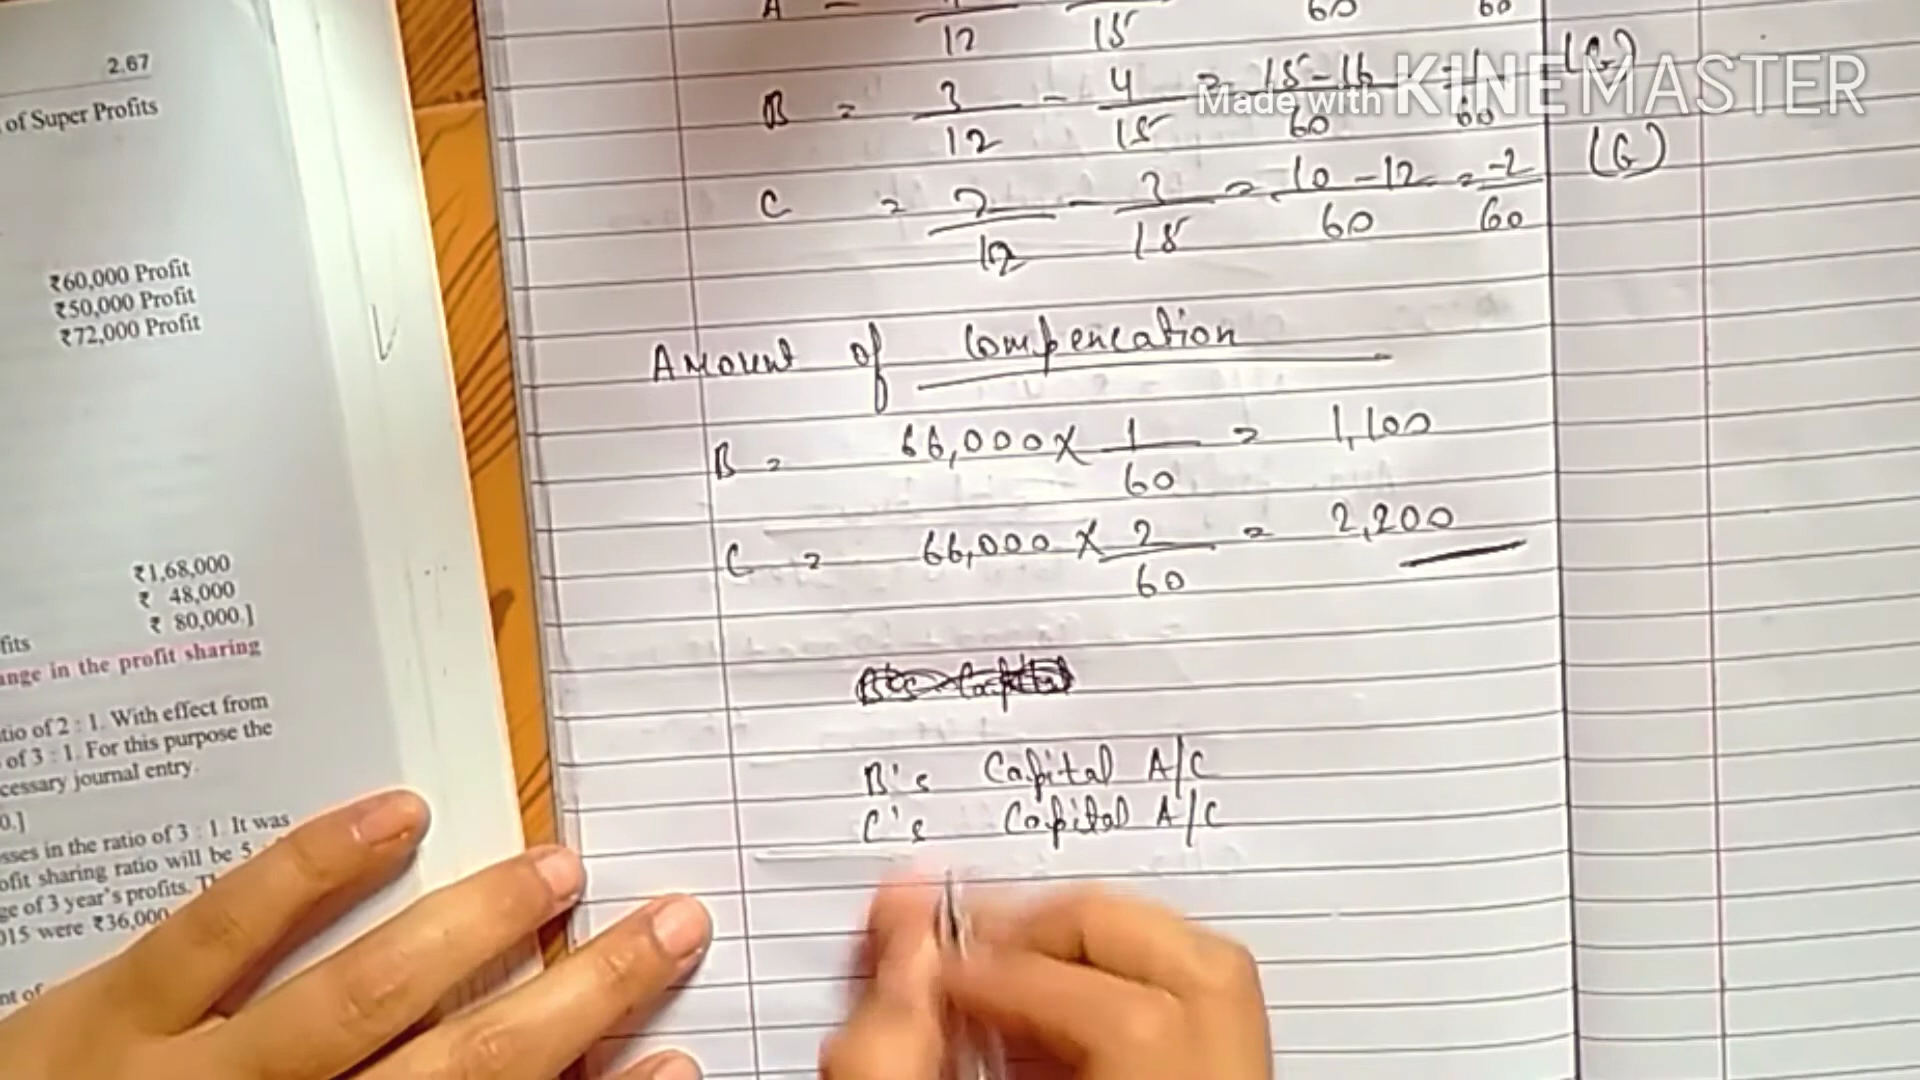 2.67
of Super Profits
₹60,000 Profit
₹50,000 Profit
₹72,000 Profit
₹1,68,000
₹ 48,000
₹ 80,000.]
fits
ange in the profit sharing
tio of 2 : 1. With effect from
of 3 : 1. For this purpose the
cessary journal entry.
0.]
sses in the ratio of 3 : 1. It was
ofit sharing ratio will be 5
ge of 3 year's profits.
015 were ₹36,000
nt of
A - 12 15 60 60
B = 3/12 - 4/15 = 15-16/60 60 (G)
Made with KINEMASTER
C = 2/12 - 3/15 = 10-12/60 = -2/60 (G)
Amount of Compencation
B = 66,000 X 1/60 = 1,100
C = 66,000 X 2/60 = 2,200
B's Capital A/C
C's Capital A/C